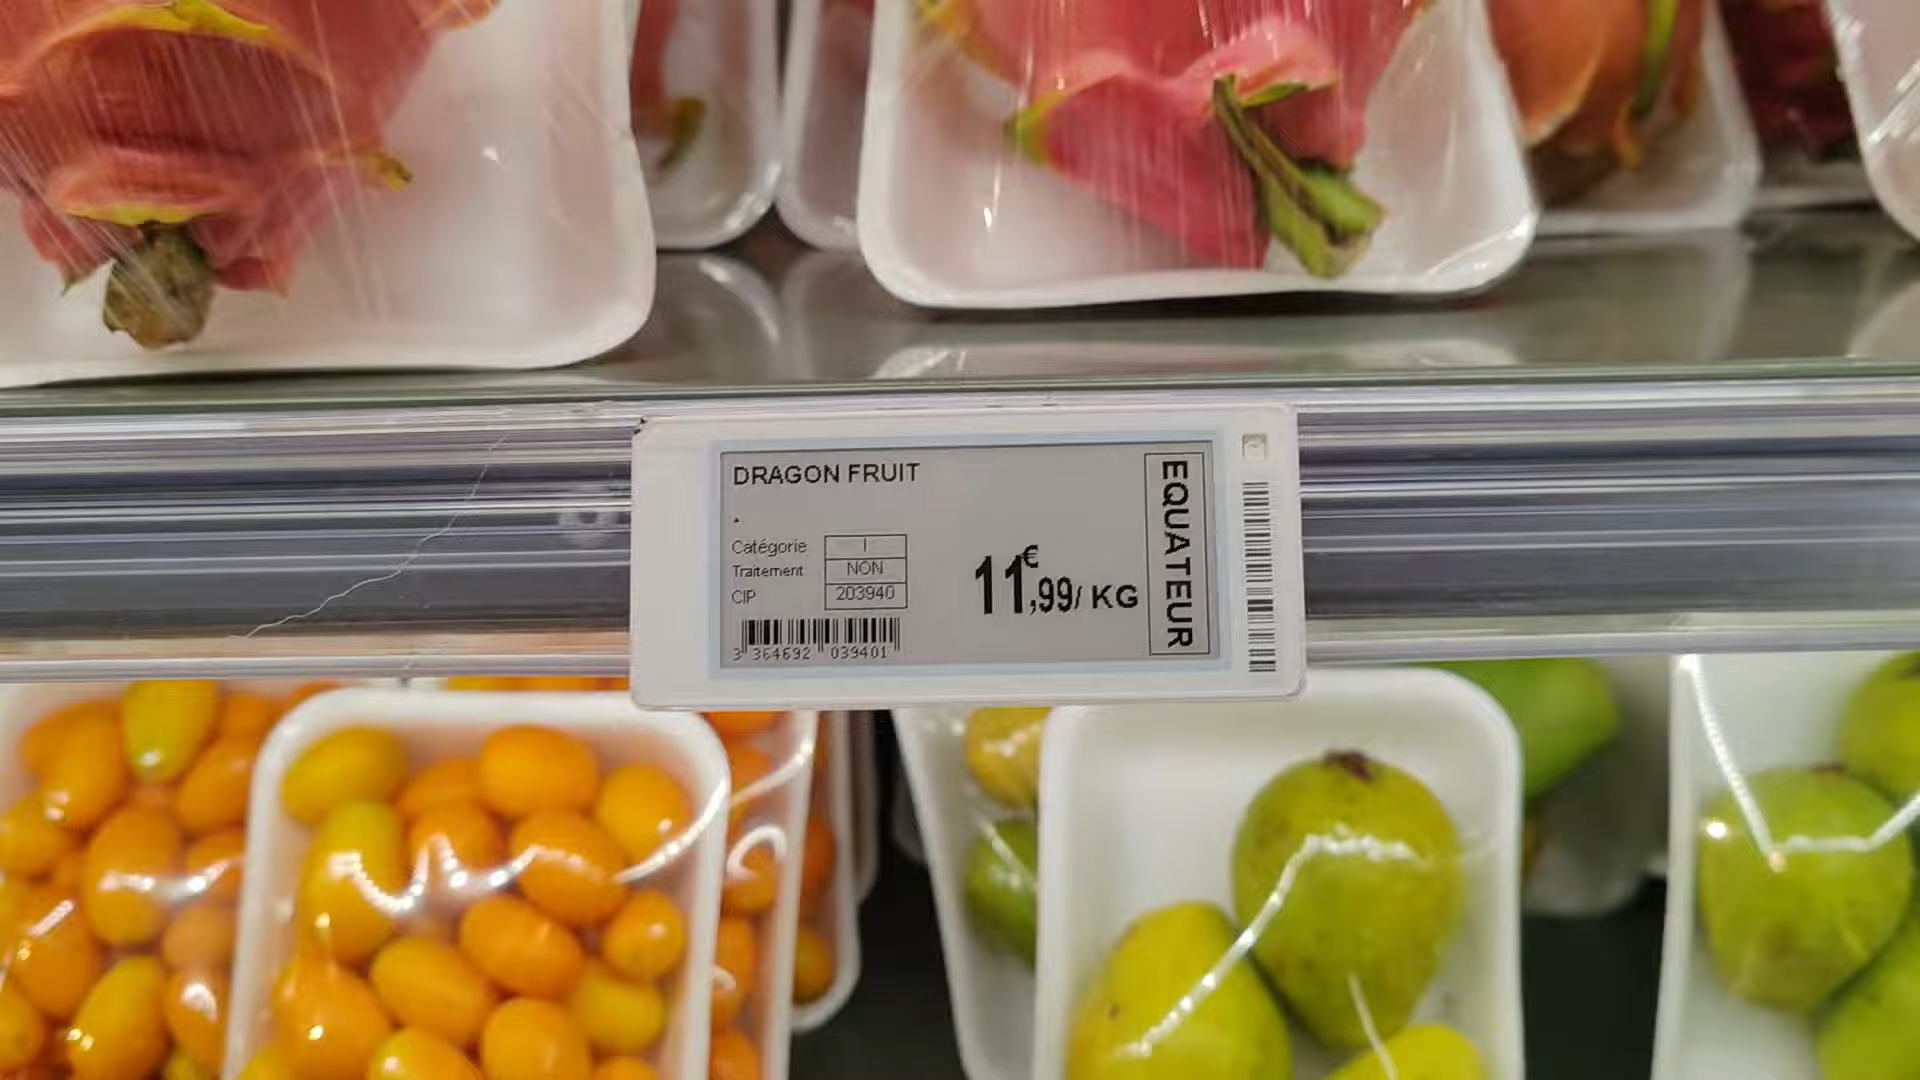 DRAGON FRUIT
.
Catégorie I
Traitement NON
CIP 203940
3 364692 039401
11€,99/ KG
EQUATEUR